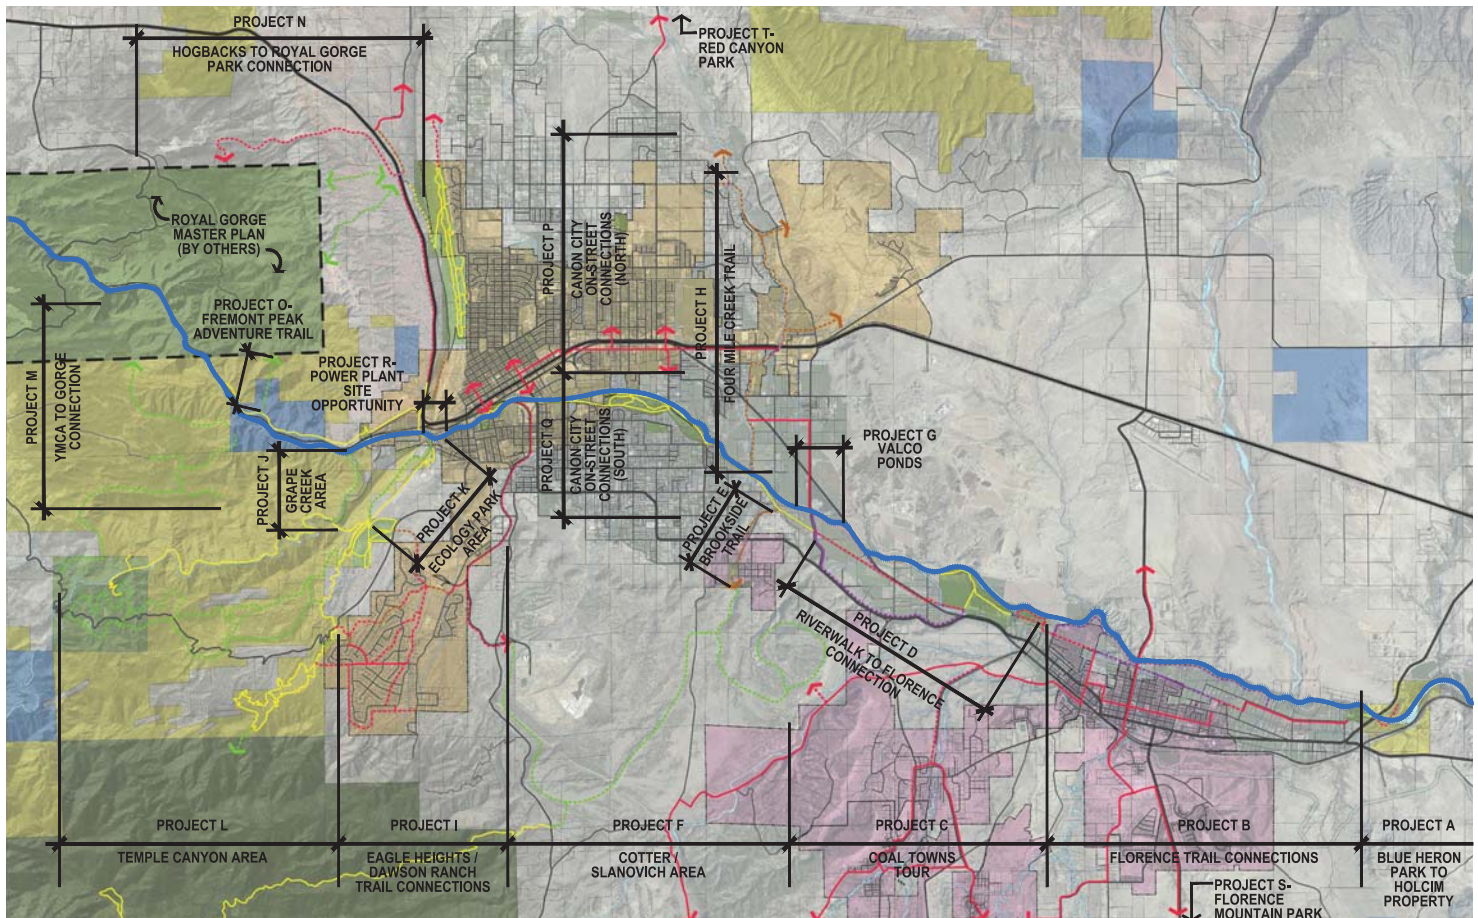 PROJECT N
HOGBACKS TO ROYAL GORGE
PARK CONNECTION
PROJECT T-
RED CANYON
PARK
ROYAL GORGE
MASTER PLAN
(BY OTHERS)
PROJECT O-
FREMONT PEAK
ADVENTURE TRAIL
PROJECT R-
POWER PLANT
SITE
OPPORTUNITY
PROJECT M
YMCA TO GORGE
CONNECTION
PROJECT J
GRAPE
CREEK
AREA
PROJECT K
ECOLOGY PARK
AREA
PROJECT P
CANON CITY
ON-STREET
CONNECTIONS
(NORTH)
PROJECT Q
CANON CITY
ON-STREET
CONNECTIONS
(SOUTH)
PROJECT H
FOUR MILE CREEK TRAIL
PROJECT G
VALCO
PONDS
PROJECT E
BROOKSIDE
TRAIL
PROJECT D
RIVERWALK TO FLORENCE
CONNECTION
PROJECT L
TEMPLE CANYON AREA
PROJECT I
EAGLE HEIGHTS /
DAWSON RANCH
TRAIL CONNECTIONS
PROJECT F
COTTER /
SLANOVICH AREA
PROJECT C
COAL TOWNS
TOUR
PROJECT B
FLORENCE TRAIL CONNECTIONS
PROJECT A
BLUE HERON
PARK TO
HOLCIM
PROPERTY
PROJECT S-
FLORENCE
MOUNTAIN PARK